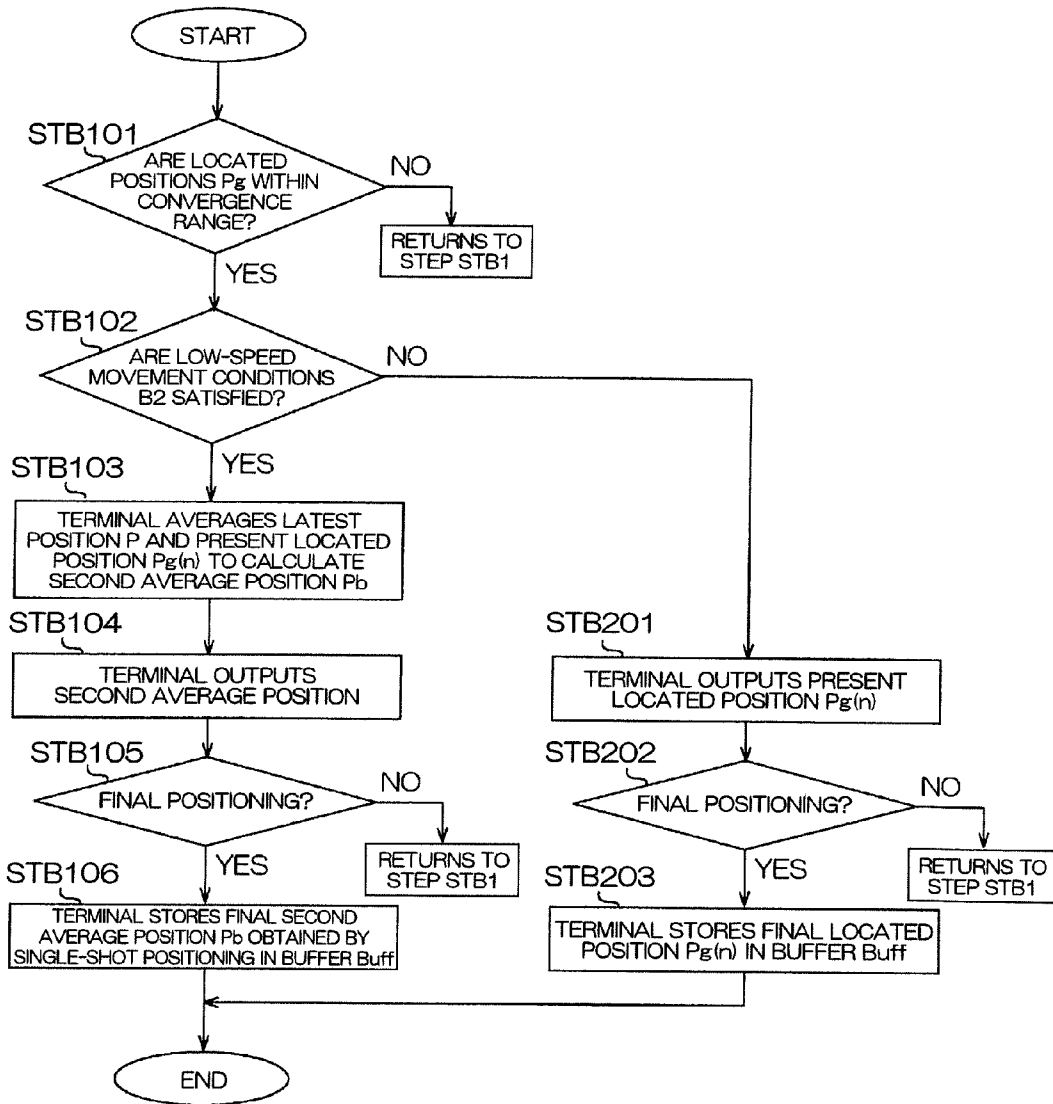 START
STB101
ARE LOCATED
POSITIONS Pg WITHIN
CONVERGENCE
RANGE?
NO
RETURNS TO
STEP STB1
YES
STB102
ARE LOW-SPEED
MOVEMENT CONDITIONS
B2 SATISFIED?
NO
YES
STB103
TERMINAL AVERAGES LATEST
POSITION P AND PRESENT LOCATED
POSITION Pg(n) TO CALCULATE
SECOND AVERAGE POSITION Pb
STB104
TERMINAL OUTPUTS
SECOND AVERAGE POSITION
STB105
FINAL POSITIONING?
NO
RETURNS TO
STEP STB1
YES
STB106
TERMINAL STORES FINAL SECOND
AVERAGE POSITION Pb OBTAINED BY
SINGLE-SHOT POSITIONING IN BUFFER Buff
STB201
TERMINAL OUTPUTS PRESENT
LOCATED POSITION Pg(n)
STB202
FINAL POSITIONING?
NO
RETURNS TO
STEP STB1
YES
STB203
TERMINAL STORES FINAL LOCATED
POSITION Pg(n) IN BUFFER Buff
END